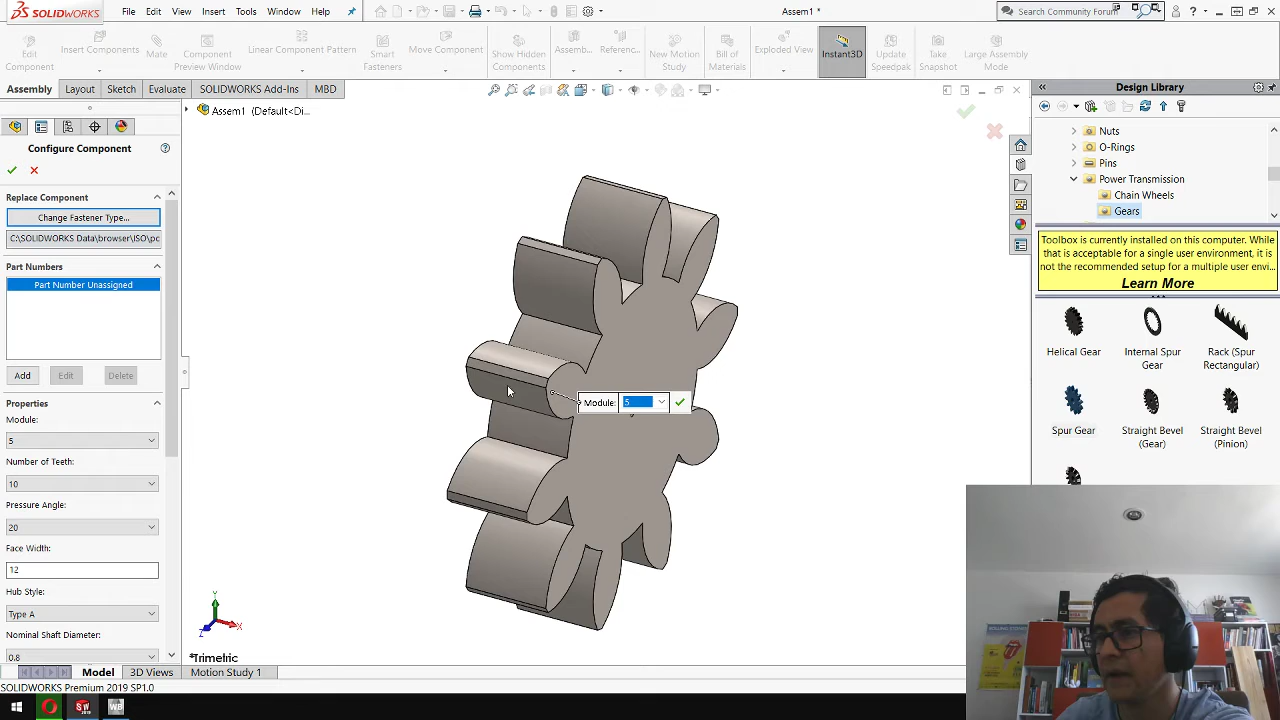 SOLIDWORKS File Edit View Insert Tools Window Help Assem1 * Search Community Forum
Edit Component
Insert Components
Mate
Component Preview Window
Linear Component Pattern
Smart Fasteners
Move Component
Show Hidden Components
Assemb...
Referenc...
New Motion Study
Bill of Materials
Exploded View
Instant3D
Update Speedpak
Take Snapshot
Large Assembly Mode
Assembly Layout Sketch Evaluate SOLIDWORKS Add-Ins MBD
Design Library
Assem1 (Default<Di...
Configure Component
Replace Component
Change Fastener Type...
C:\SOLIDWORKS Data\browser\ISO\pc
Part Numbers
Part Number Unassigned
Add Edit Delete
Properties
Module:
5
Number of Teeth:
10
Pressure Angle:
20
Face Width:
12
Hub Style:
Type A
Nominal Shaft Diameter:
0.8
Module: 5
Y
X
Z
*Trimetric
Nuts
O-Rings
Pins
Power Transmission
Chain Wheels
Gears
Toolbox is currently installed on this computer. While
that is acceptable for a single user environment, it is
not the recommended setup for a multiple user envi...
Learn More
Helical Gear
Internal Spur Gear
Rack (Spur Rectangular)
Spur Gear
Straight Bevel (Gear)
Straight Bevel (Pinion)
Model 3D Views Motion Study 1
SOLIDWORKS Premium 2019 SP1.0